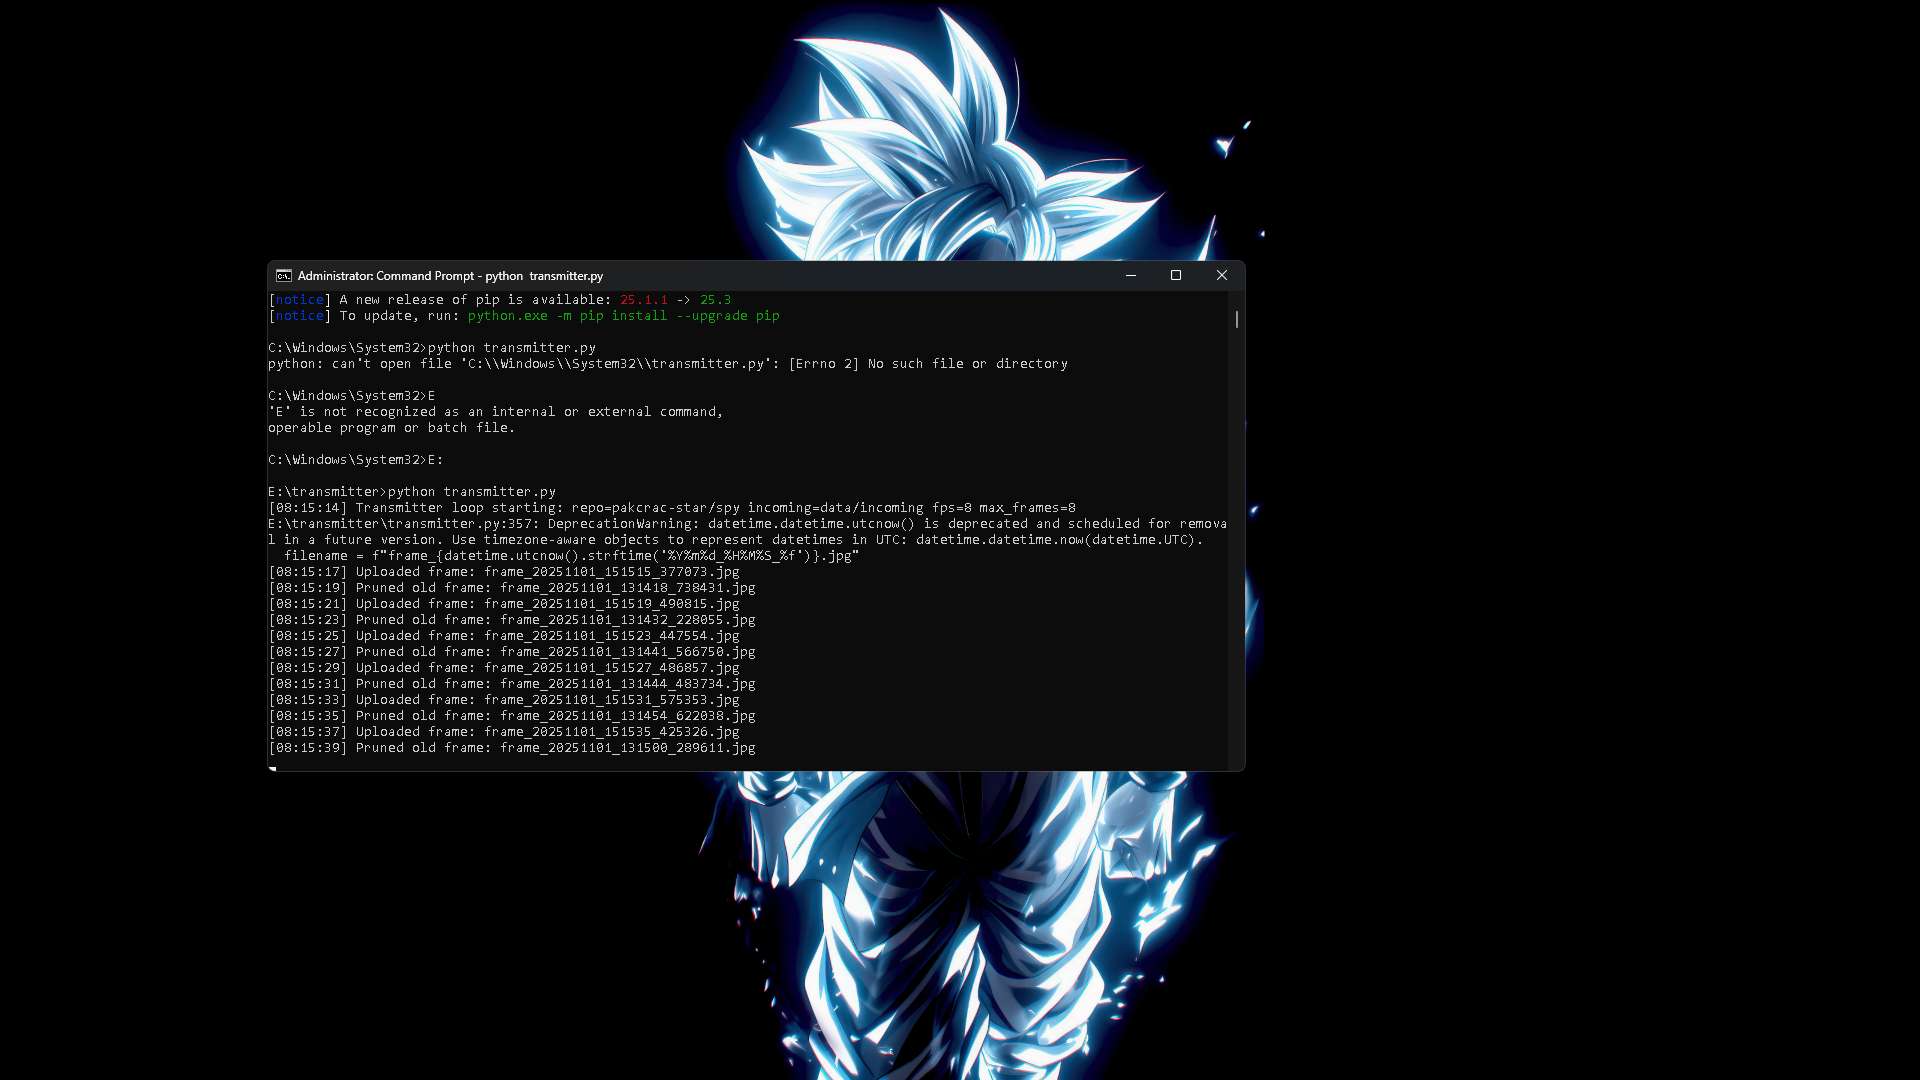 Administrator: Command Prompt - python  transmitter.py
[notice] A new release of pip is available: 25.1.1 -> 25.3
[notice] To update, run: python.exe -m pip install --upgrade pip
C:\Windows\System32>python transmitter.py
python: can't open file 'C:\\Windows\\System32\\transmitter.py': [Errno 2] No such file or directory
C:\Windows\System32>E
'E' is not recognized as an internal or external command,
operable program or batch file.
C:\Windows\System32>E:
E:\transmitter>python transmitter.py
[08:15:14] Transmitter loop starting: repo=pakcrac-star/spy incoming=data/incoming fps=8 max_frames=8
E:\transmitter\transmitter.py:357: DeprecationWarning: datetime.datetime.utcnow() is deprecated and scheduled for remova
l in a future version. Use timezone-aware objects to represent datetimes in UTC: datetime.datetime.now(datetime.UTC).
  filename = f"frame_{datetime.utcnow().strftime('%Y%m%d_%H%M%S_%f')}.jpg"
[08:15:17] Uploaded frame: frame_20251101_151515_377073.jpg
[08:15:19] Pruned old frame: frame_20251101_131418_738431.jpg
[08:15:21] Uploaded frame: frame_20251101_151519_490815.jpg
[08:15:23] Pruned old frame: frame_20251101_131432_228055.jpg
[08:15:25] Uploaded frame: frame_20251101_151523_447554.jpg
[08:15:27] Pruned old frame: frame_20251101_131441_566750.jpg
[08:15:29] Uploaded frame: frame_20251101_151527_486857.jpg
[08:15:31] Pruned old frame: frame_20251101_131444_483734.jpg
[08:15:33] Uploaded frame: frame_20251101_151531_575353.jpg
[08:15:35] Pruned old frame: frame_20251101_131454_622038.jpg
[08:15:37] Uploaded frame: frame_20251101_151535_425326.jpg
[08:15:39] Pruned old frame: frame_20251101_131500_289611.jpg